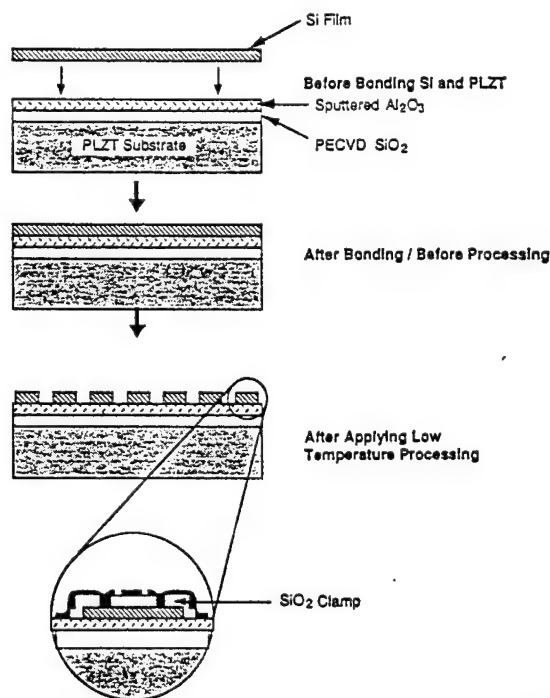 Si Film
Before Bonding Si and PLZT
Sputtered Al₂O₃
PECVD SiO₂
PLZT Substrate
After Bonding / Before Processing
After Applying Low
Temperature Processing
SiO₂ Clamp